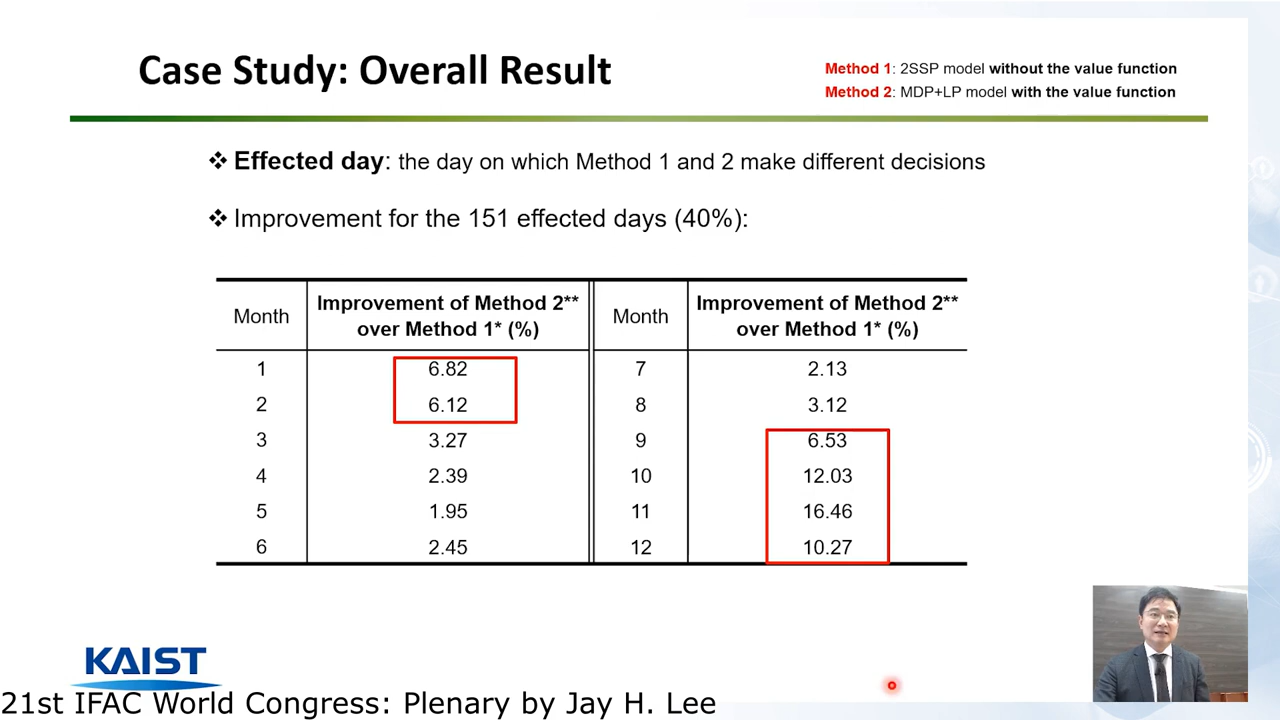 Case Study: Overall Result
Method 1: 2SSP model without the value function
Method 2: MDP+LP model with the value function
❖ Effected day: the day on which Method 1 and 2 make different decisions
❖ Improvement for the 151 effected days (40%):
Month
Improvement of Method 2**
over Method 1* (%)
Month
Improvement of Method 2**
over Method 1* (%)
1 6.82 7 2.13
2 6.12 8 3.12
3 3.27 9 6.53
4 2.39 10 12.03
5 1.95 11 16.46
6 2.45 12 10.27
KAIST
21st IFAC World Congress: Plenary by Jay H. Lee